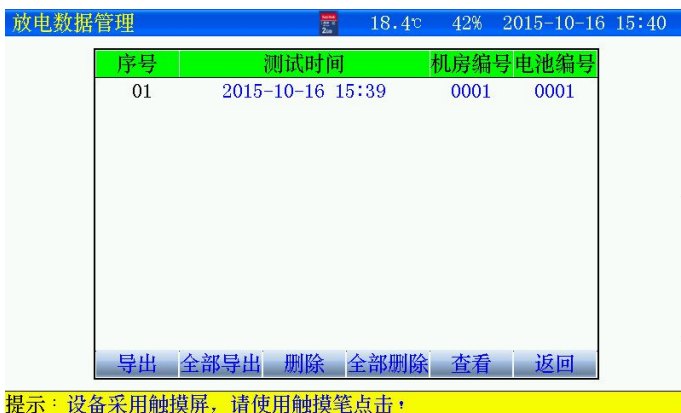 放电数据管理 18.4℃ 42% 2015-10-16 15:40
序号 测试时间 机房编号 电池编号
01 2015-10-16 15:39 0001 0001
导出 全部导出 删除 全部删除 查看 返回
提示：设备采用触摸屏，请使用触摸笔点击！